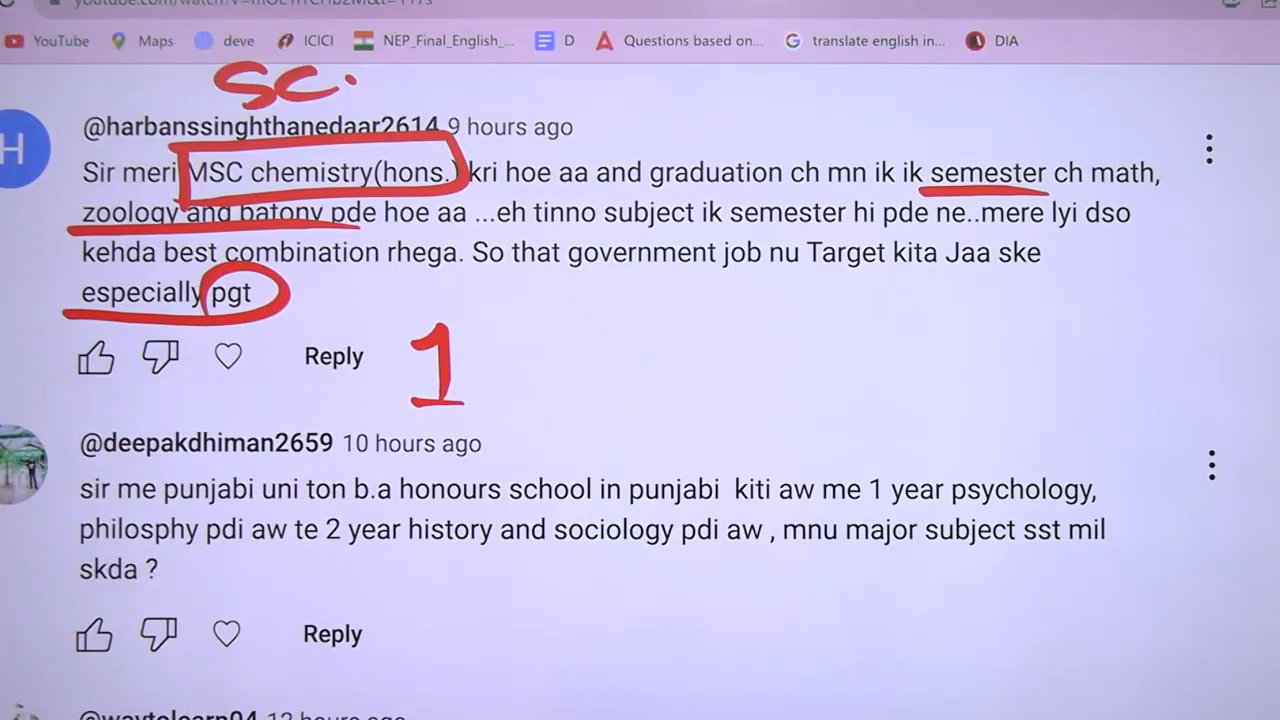 YouTube Maps deve ICICI NEP_Final_English_... D Questions based on... translate english in... DIA
SC.
H
@harbanssinghthanedaar2614 9 hours ago
Sir meri MSC chemistry(hons.) kri hoe aa and graduation ch mn ik ik semester ch math,
zoology and batony pde hoe aa ...eh tinno subject ik semester hi pde ne..mere lyi dso
kehda best combination rhega. So that government job nu Target kita Jaa ske
especially pgt
Reply
1
@deepakdhiman2659 10 hours ago
sir me punjabi uni ton b.a honours school in punjabi kiti aw me 1 year psychology,
philosphy pdi aw te 2 year history and sociology pdi aw , mnu major subject sst mil
skda ?
Reply
@waytolearn04 12 hours ago